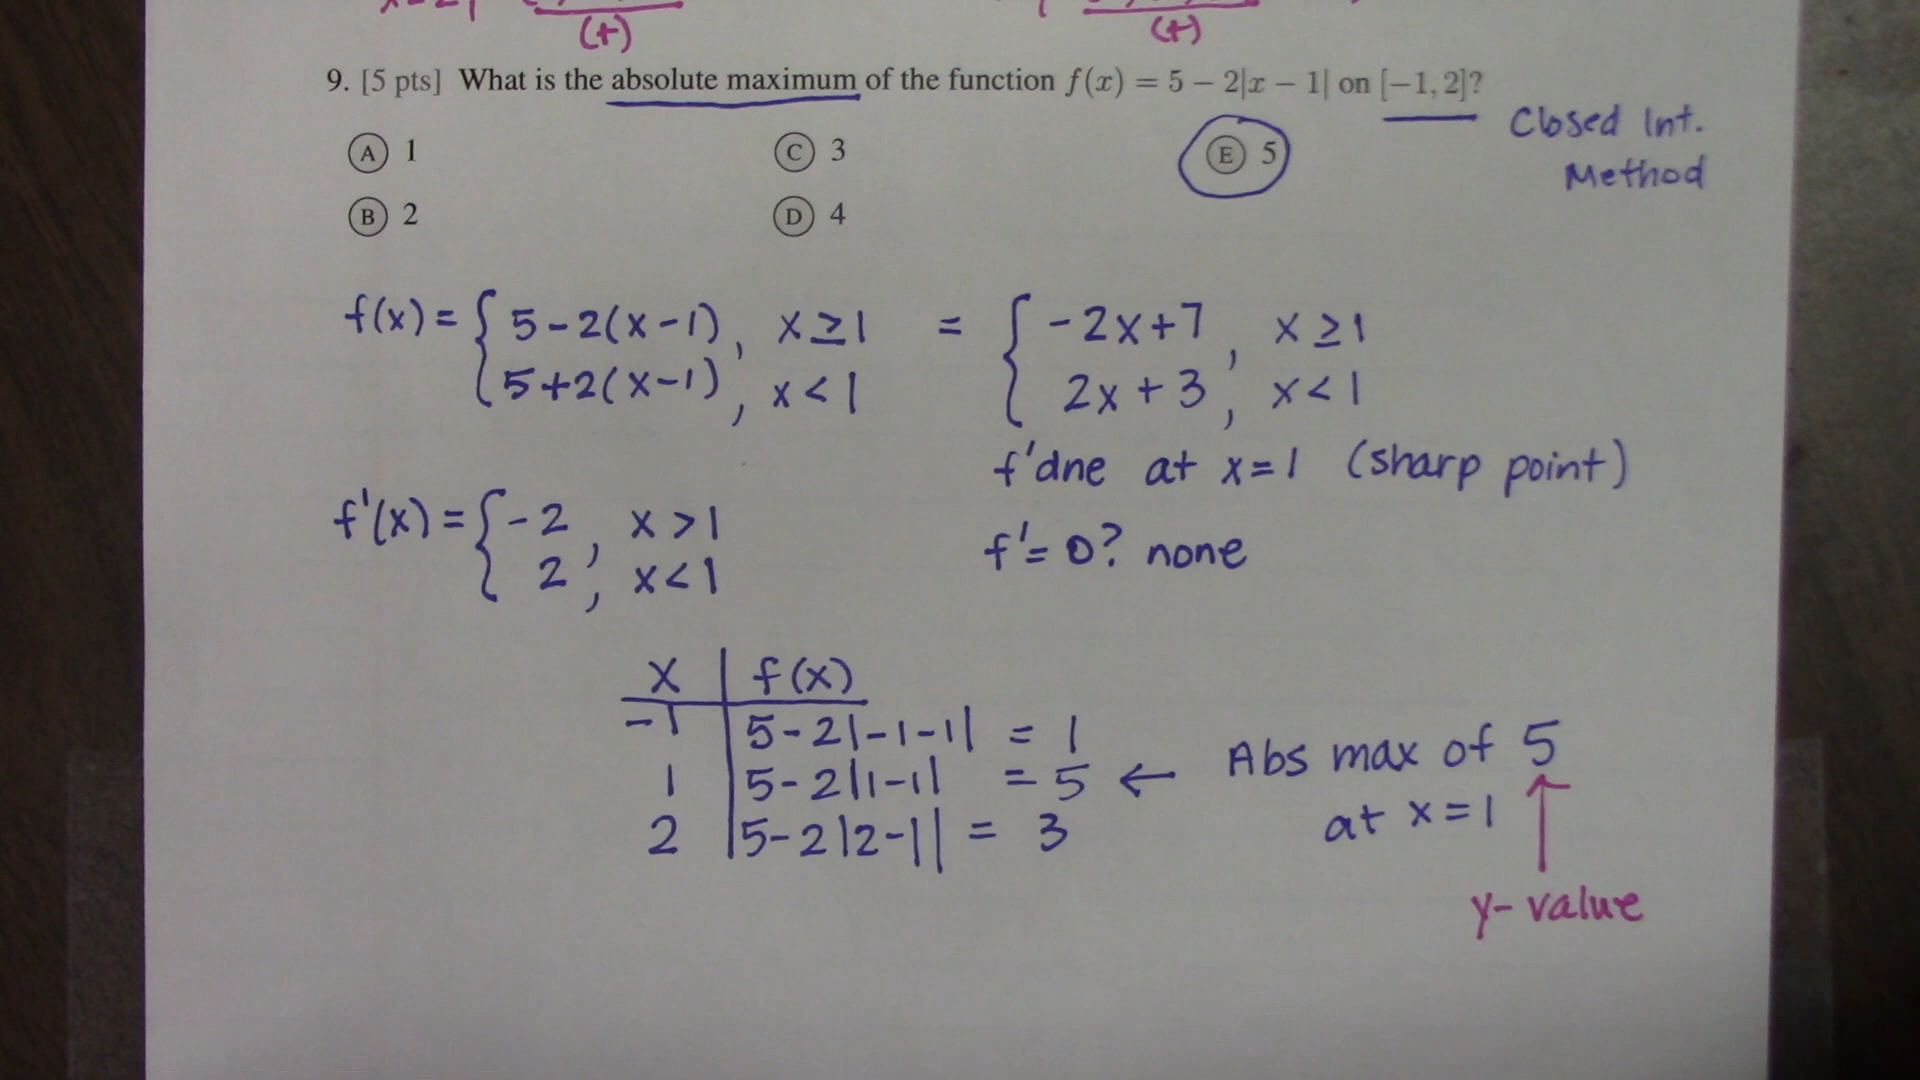 (+) (+)
9. [5 pts] What is the absolute maximum of the function f(x) = 5 − 2|x − 1| on [−1, 2]?
Closed Int. Method
A 1
C 3
E 5
B 2
D 4
f(x) = { 5-2(x-1), x≥1 = { -2x+7, x≥1
5+2(x-1), x<1 2x+3, x<1
f'dne at x=1 (sharp point)
f'(x) = { -2, x>1
2, x<1
f'=0? none
x | f(x)
-1 | 5-2|-1-1| = 1
1 | 5-2|1-1| = 5 ← Abs max of 5
at x=1
2 | 5-2|2-1| = 3
y-value